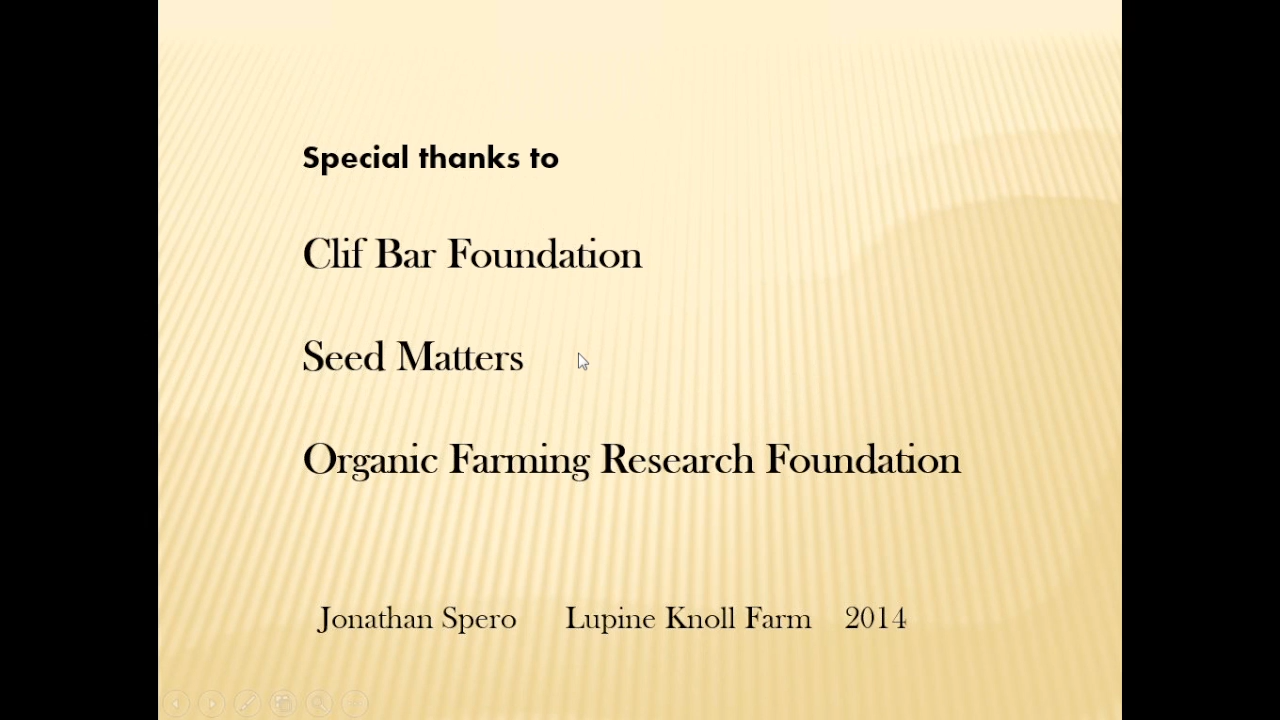 Special thanks to
Clif Bar Foundation
Seed Matters
Organic Farming Research Foundation
Jonathan Spero Lupine Knoll Farm 2014